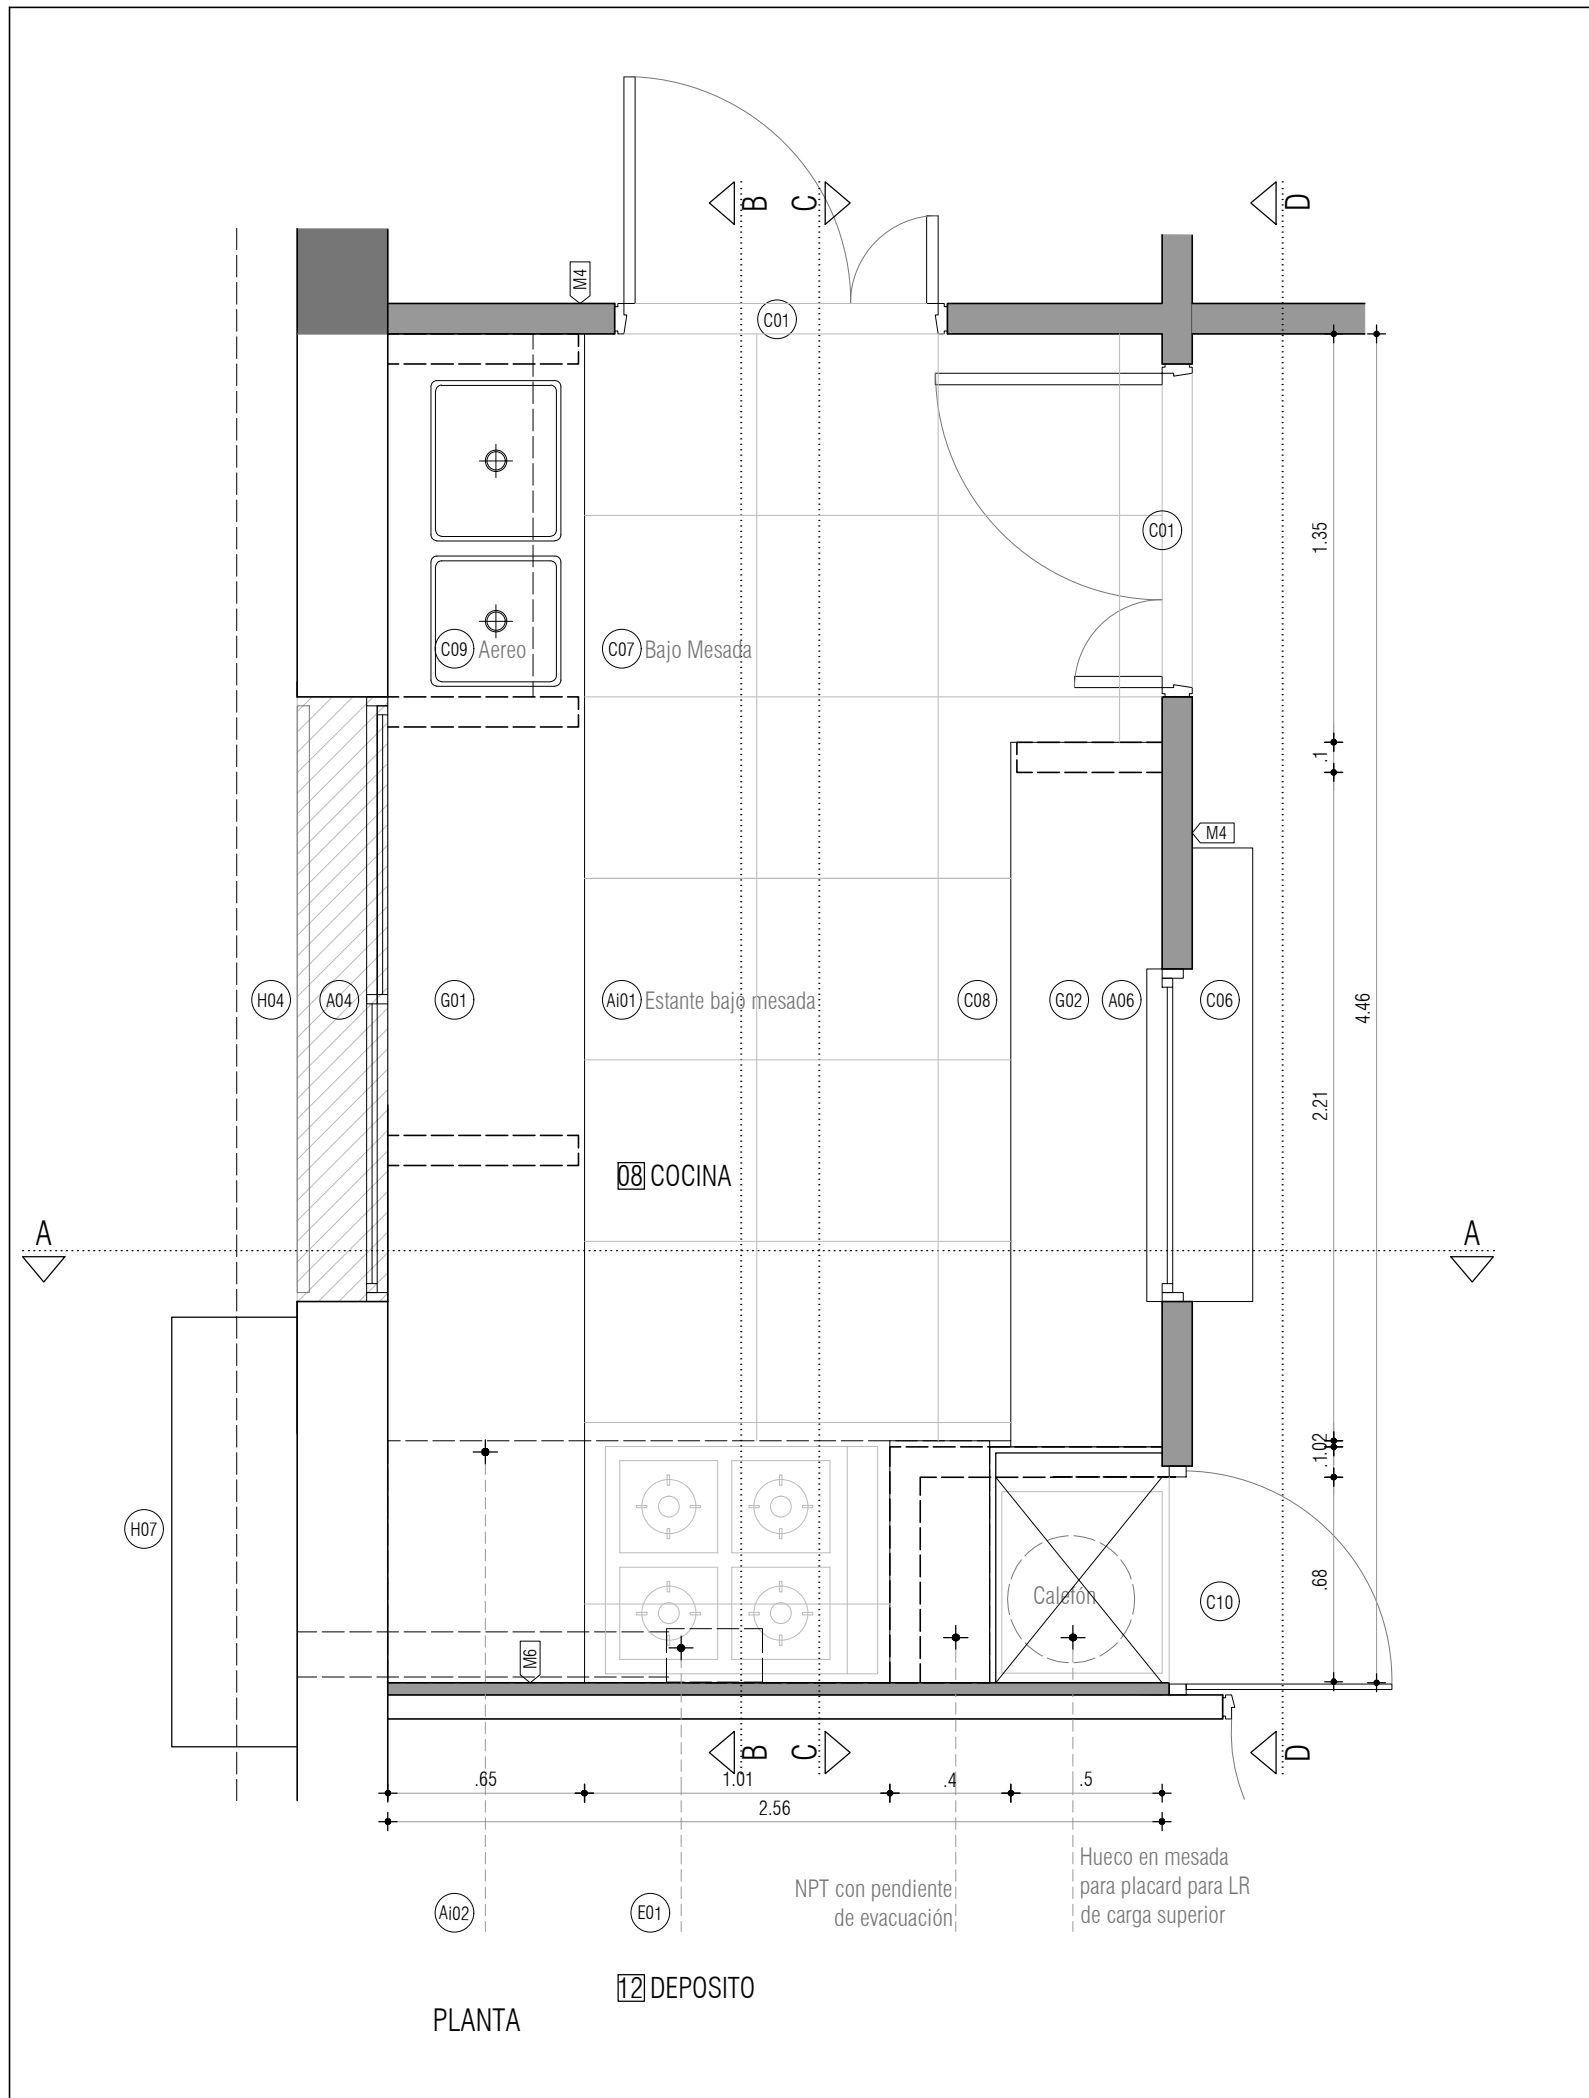 B
C
D
M4
C01
C01
1.35
C09 Aereo
C07 Bajo Mesada
.1
M4
H04
A04
G01
Ai01 Estante bajo mesada
C08
G02
A06
C06
4.46
2.21
08 COCINA
A
A
.1
.02
H07
.68
Calefón
C10
M6
B
C
D
.65
1.01
.4
.5
2.56
Hueco en mesada
para placard para LR
de carga superior
NPT con pendiente
de evacuación
Ai02
E01
12 DEPOSITO
PLANTA